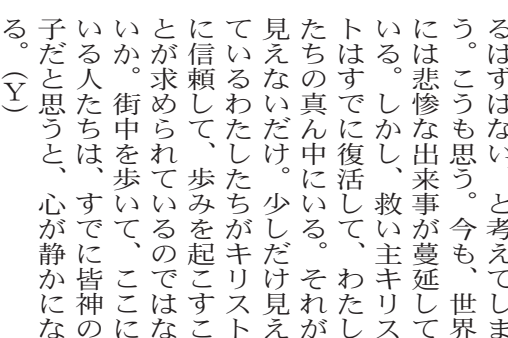 るはずはない、と考えてしま
う。こうも思う。今も、世界
には悲惨な出来事が蔓延して
いる。しかし、救い主キリス
トはすでに復活して、わたし
たちの真ん中にいる。それが
見えないだけ。少しだけ見え
ているわたしたちがキリスト
に信頼して、歩みを起こすこ
とが求められているのではな
いか。街中を歩いて、ここに
いる人たちは、すでに皆神の
子だと思うと、心が静かにな
る。（Y）